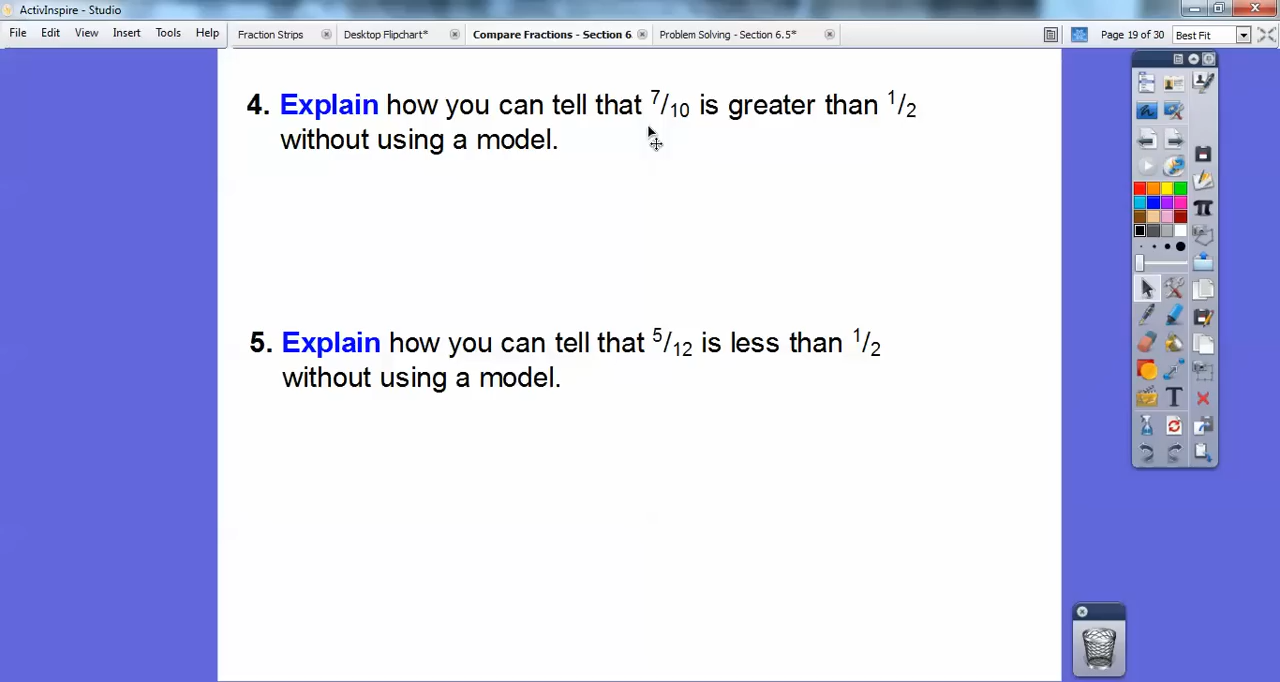 ActivInspire - Studio
File Edit View Insert Tools Help Fraction Strips Desktop Flipchart* Compare Fractions - Section 6. Problem Solving - Section 6.5* Page 19 of 30 Best Fit
4. Explain how you can tell that 7/10 is greater than 1/2
without using a model.
5. Explain how you can tell that 5/12 is less than 1/2
without using a model.